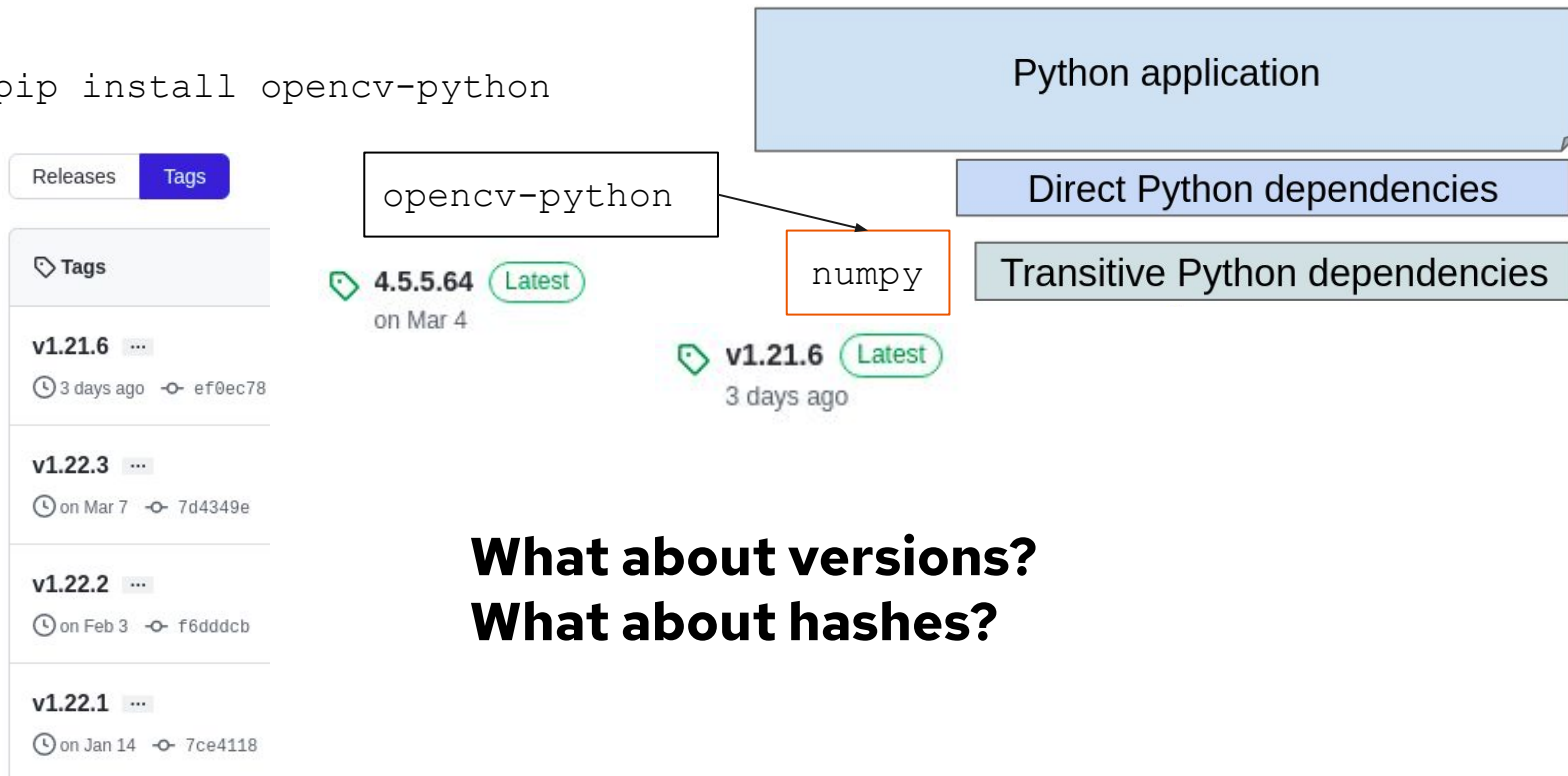 pip install opencv-python
Python application
Releases Tags
opencv-python
Direct Python dependencies
numpy
Transitive Python dependencies
Tags
4.5.5.64 Latest
on Mar 4
v1.21.6 ...
3 days ago ef0ec78
v1.21.6 Latest
3 days ago
v1.22.3 ...
on Mar 7 7d4349e
v1.22.2 ...
on Feb 3 f6dddcb
v1.22.1 ...
on Jan 14 7ce4118
What about versions?
What about hashes?